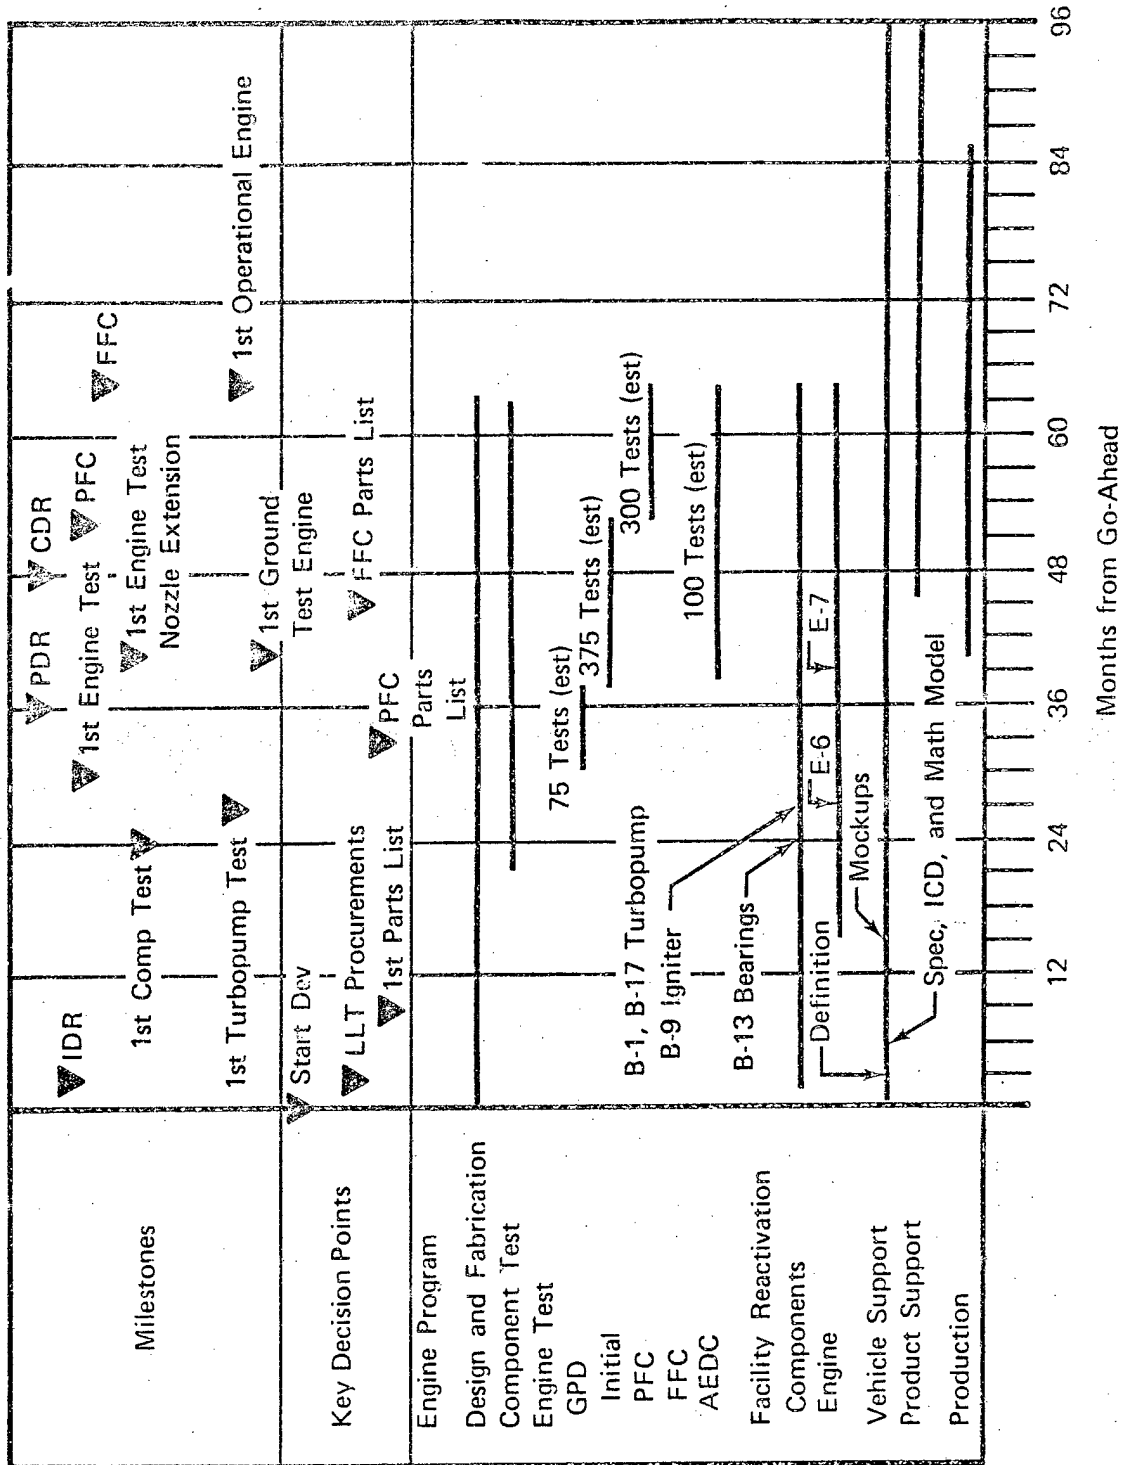 Milestones
IDR
PDR
CDR
1st Engine Test
PFC
FFC
1st Comp Test
1st Engine Test
Nozzle Extension
1st Turbopump Test
1st Ground
Test Engine
1st Operational Engine
Key Decision Points
Start Dev
LLT Procurements
FFC Parts List
1st Parts List
PFC
Parts
List
Engine Program
Design and Fabrication
Component Test
Engine Test
GPD
75 Tests (est)
Initial
375 Tests (est)
PFC
300 Tests (est)
FFC
AEDC
100 Tests (est)
B-1, B-17 Turbopump
B-9 Igniter
B-13 Bearings
Facility Reactivation
Components
E-6
E-7
Engine
Definition
Mockups
Vehicle Support
Product Support
Spec, ICD, and Math Model
Production
12 24 36 48 60 72 84 96
Months from Go-Ahead